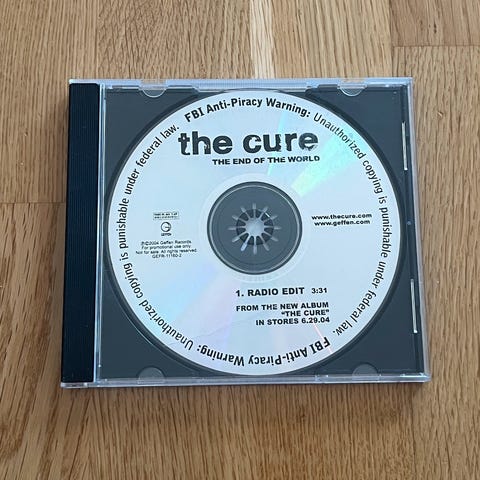 FBI Anti-Piracy Warning: Unauthorized copying is punishable under federal law.
the cure
THE END OF THE WORLD
www.thecure.com
www.geffen.com
GEFFEN
℗©2004 Geffen Records.
For promotional use only.
Not for sale. All rights reserved.
GEFR-11160-2
1. RADIO EDIT 3:31
FROM THE NEW ALBUM
"THE CURE"
IN STORES 6.29.04
FBI Anti-Piracy Warning: Unauthorized copying is punishable under federal law.